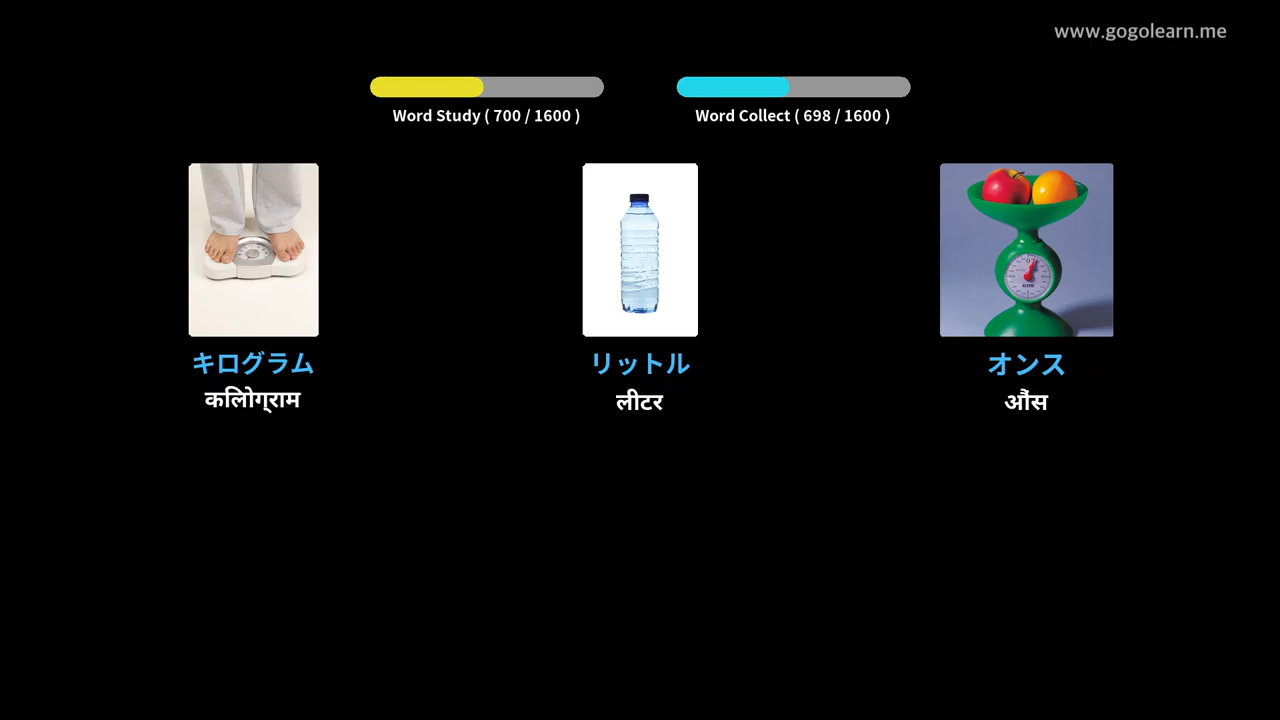 www.gogolearn.me
Word Study ( 700 / 1600 )
Word Collect ( 698 / 1600 )
キログラム
リットル
オンス
कलिोग्राम
लीटर
औंस